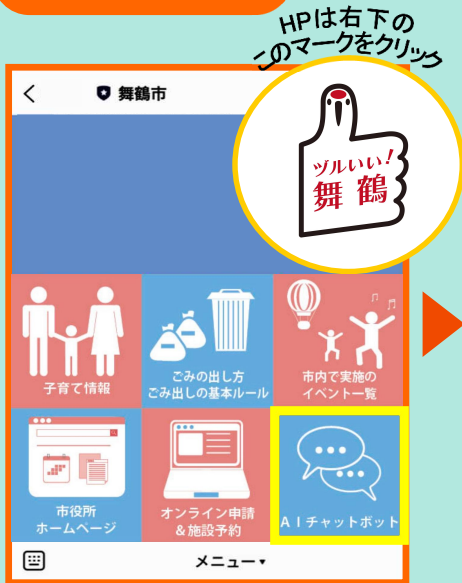 HPは右下の
このマークをクリック
舞鶴市
ヅルいい!
舞鶴
子育て情報
ごみの出し方
ごみ出しの基本ルール
市内で実施の
イベント一覧
市役所
ホームページ
オンライン申請
&施設予約
AIチャットボット
メニュー▾